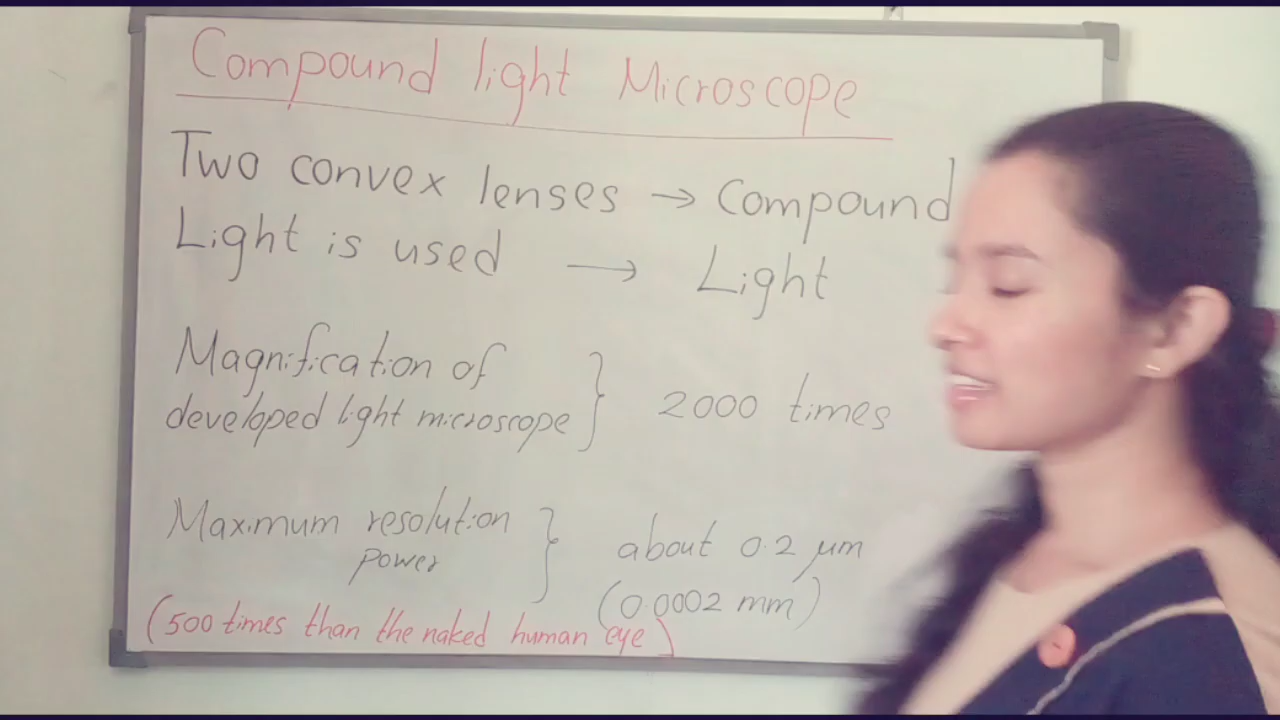 Compound light Microscope
Two convex lenses → Compound
Light is used → Light
Magnification of
developed light microscope } 2000 times
Maximum resolution
power } about 0.2 μm
(0.0002 mm)
(500 times than the naked human eye)